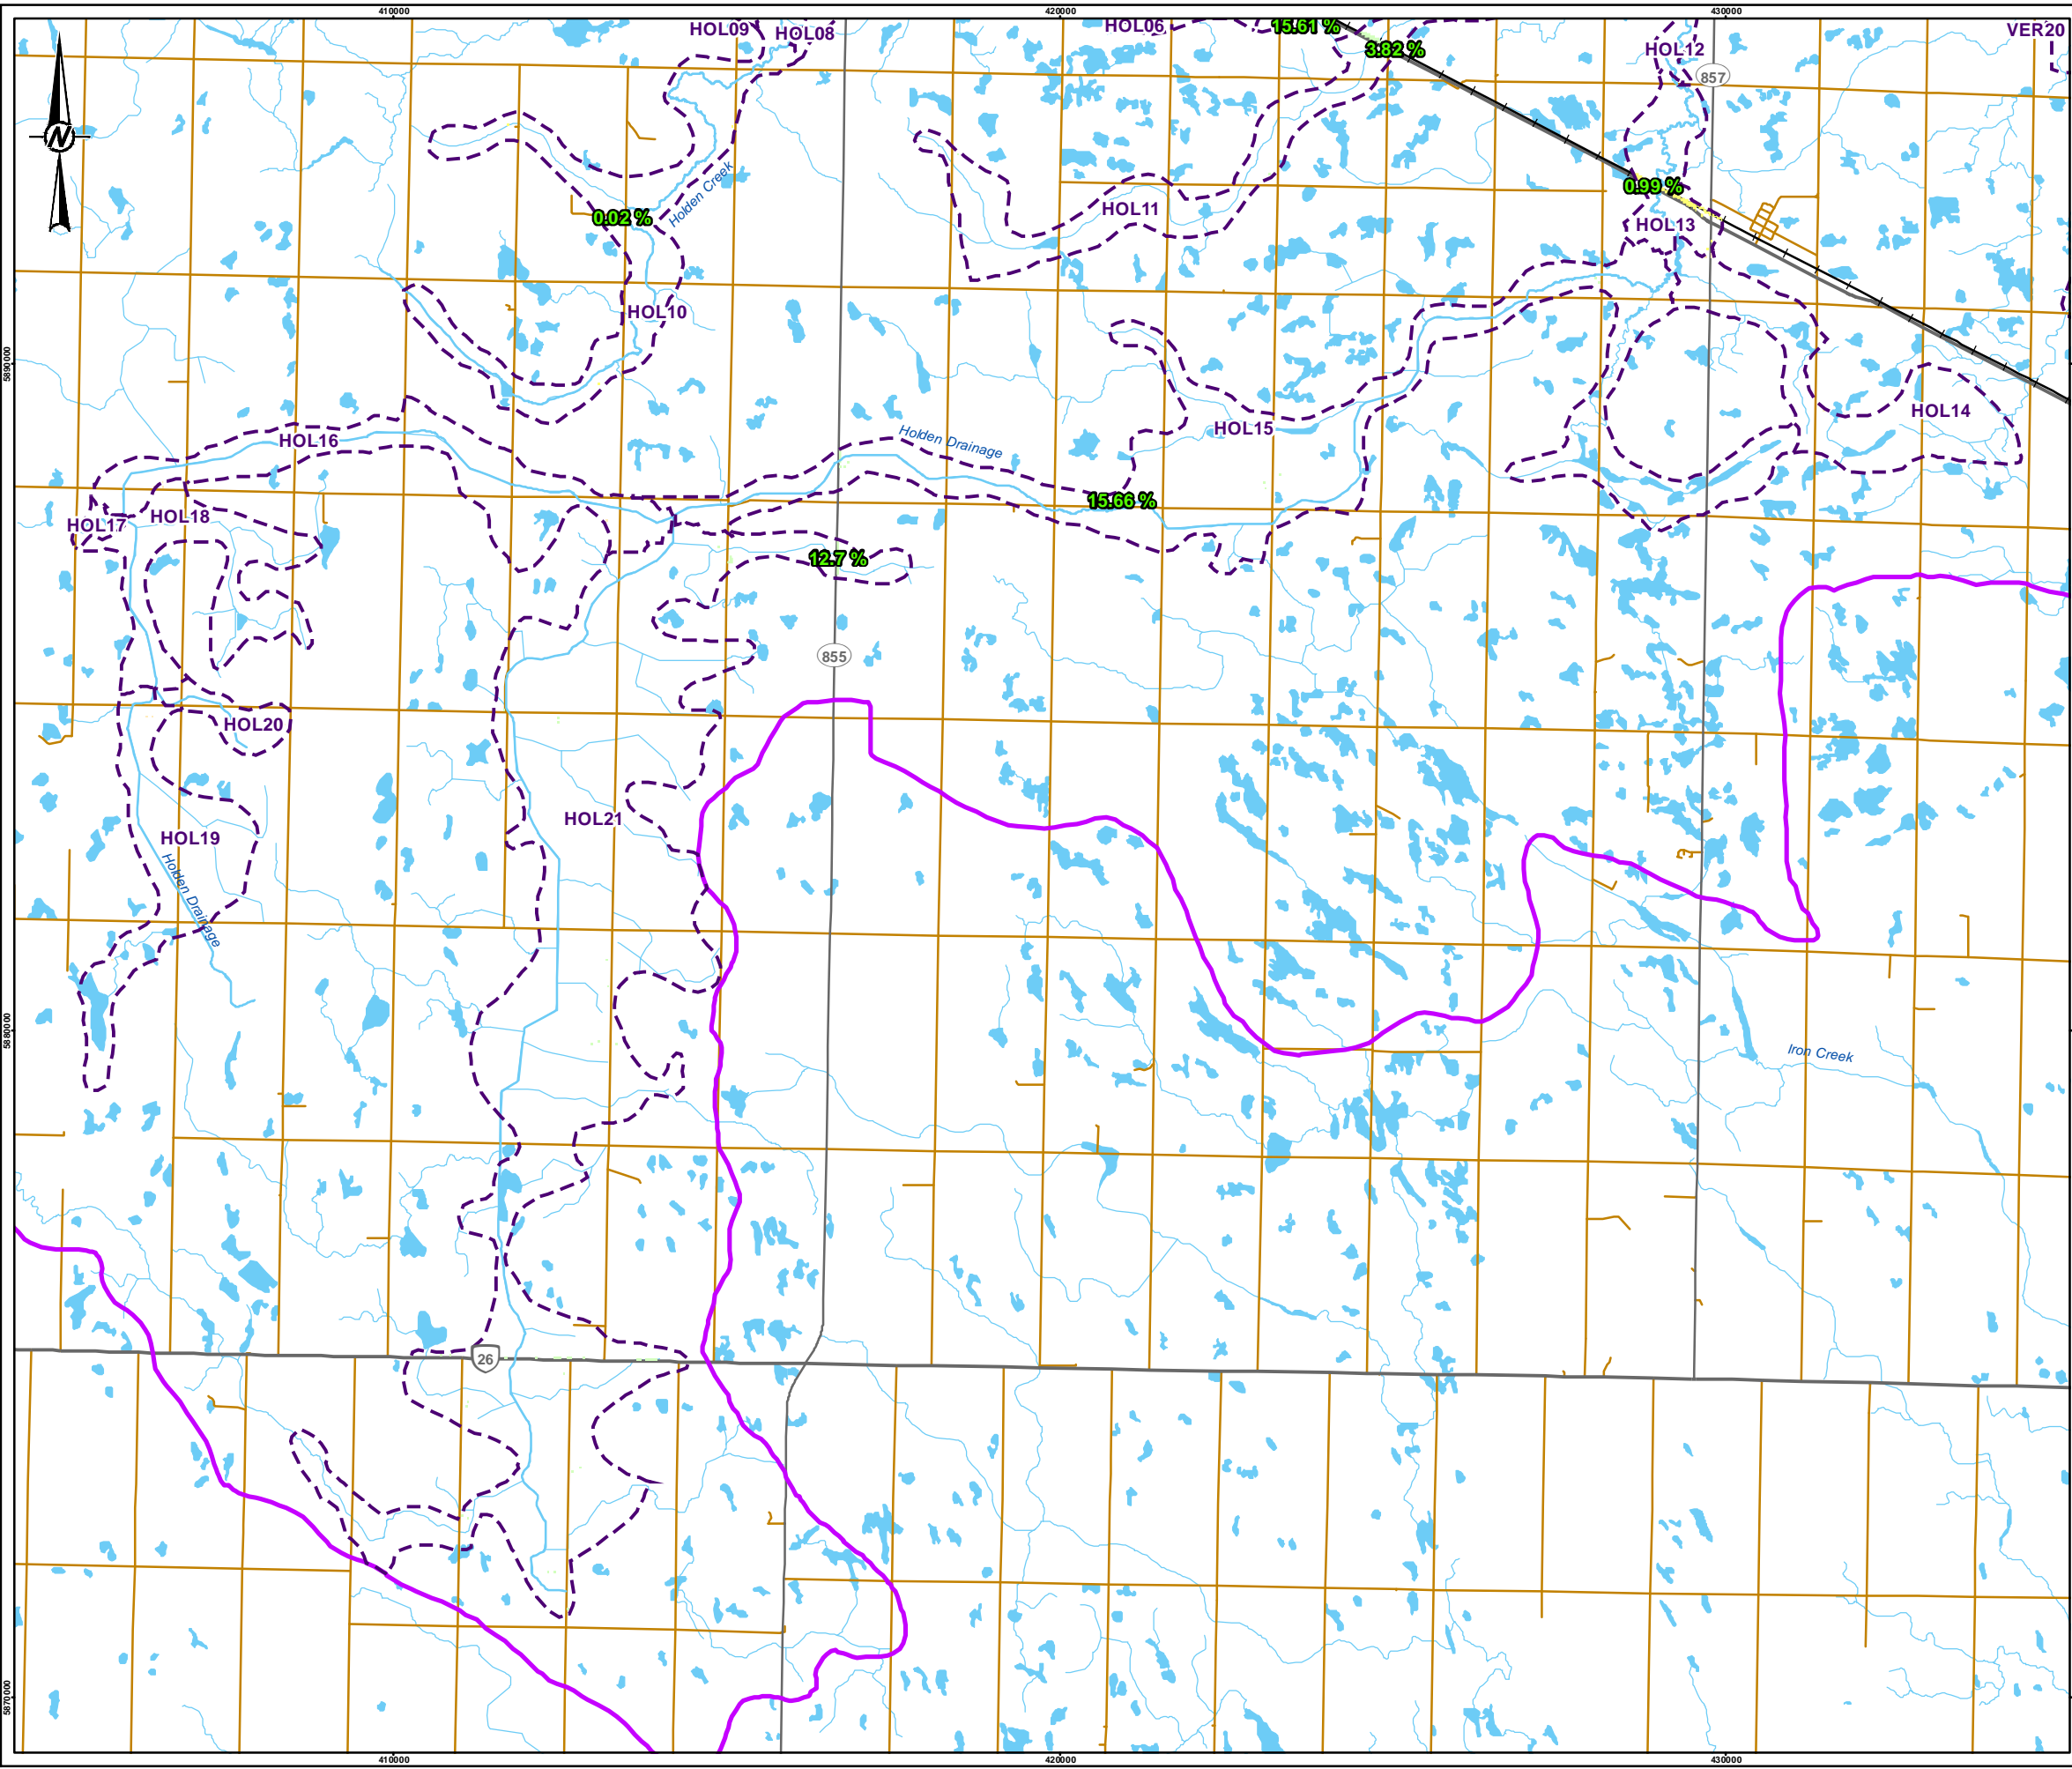 410000
420000
430000
HOL09
HOL08
HOL06
15.61 %
3.82 %
HOL12
857
VER20
N
Holden Creek
0.02 %
HOL11
0.99 %
HOL13
HOL10
5890000
HOL14
HOL15
HOL16
Holden Drainage
15.66 %
HOL17
HOL18
12.7 %
855
HOL20
HOL21
HOL19
Holden Drainage
5880000
Iron Creek
26
5870000
410000
420000
430000